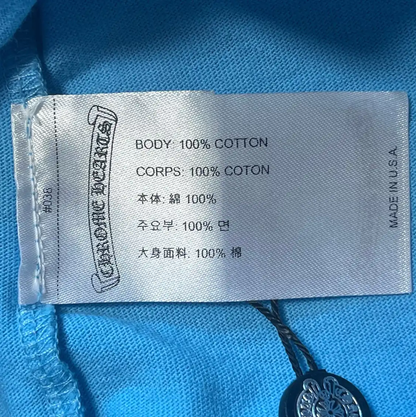 CHROME HEARTS
BODY: 100% COTTON
CORPS: 100% COTON
本体: 綿 100%
주요부: 100% 면
大身面料: 100% 棉
MADE IN U.S.A.
#038